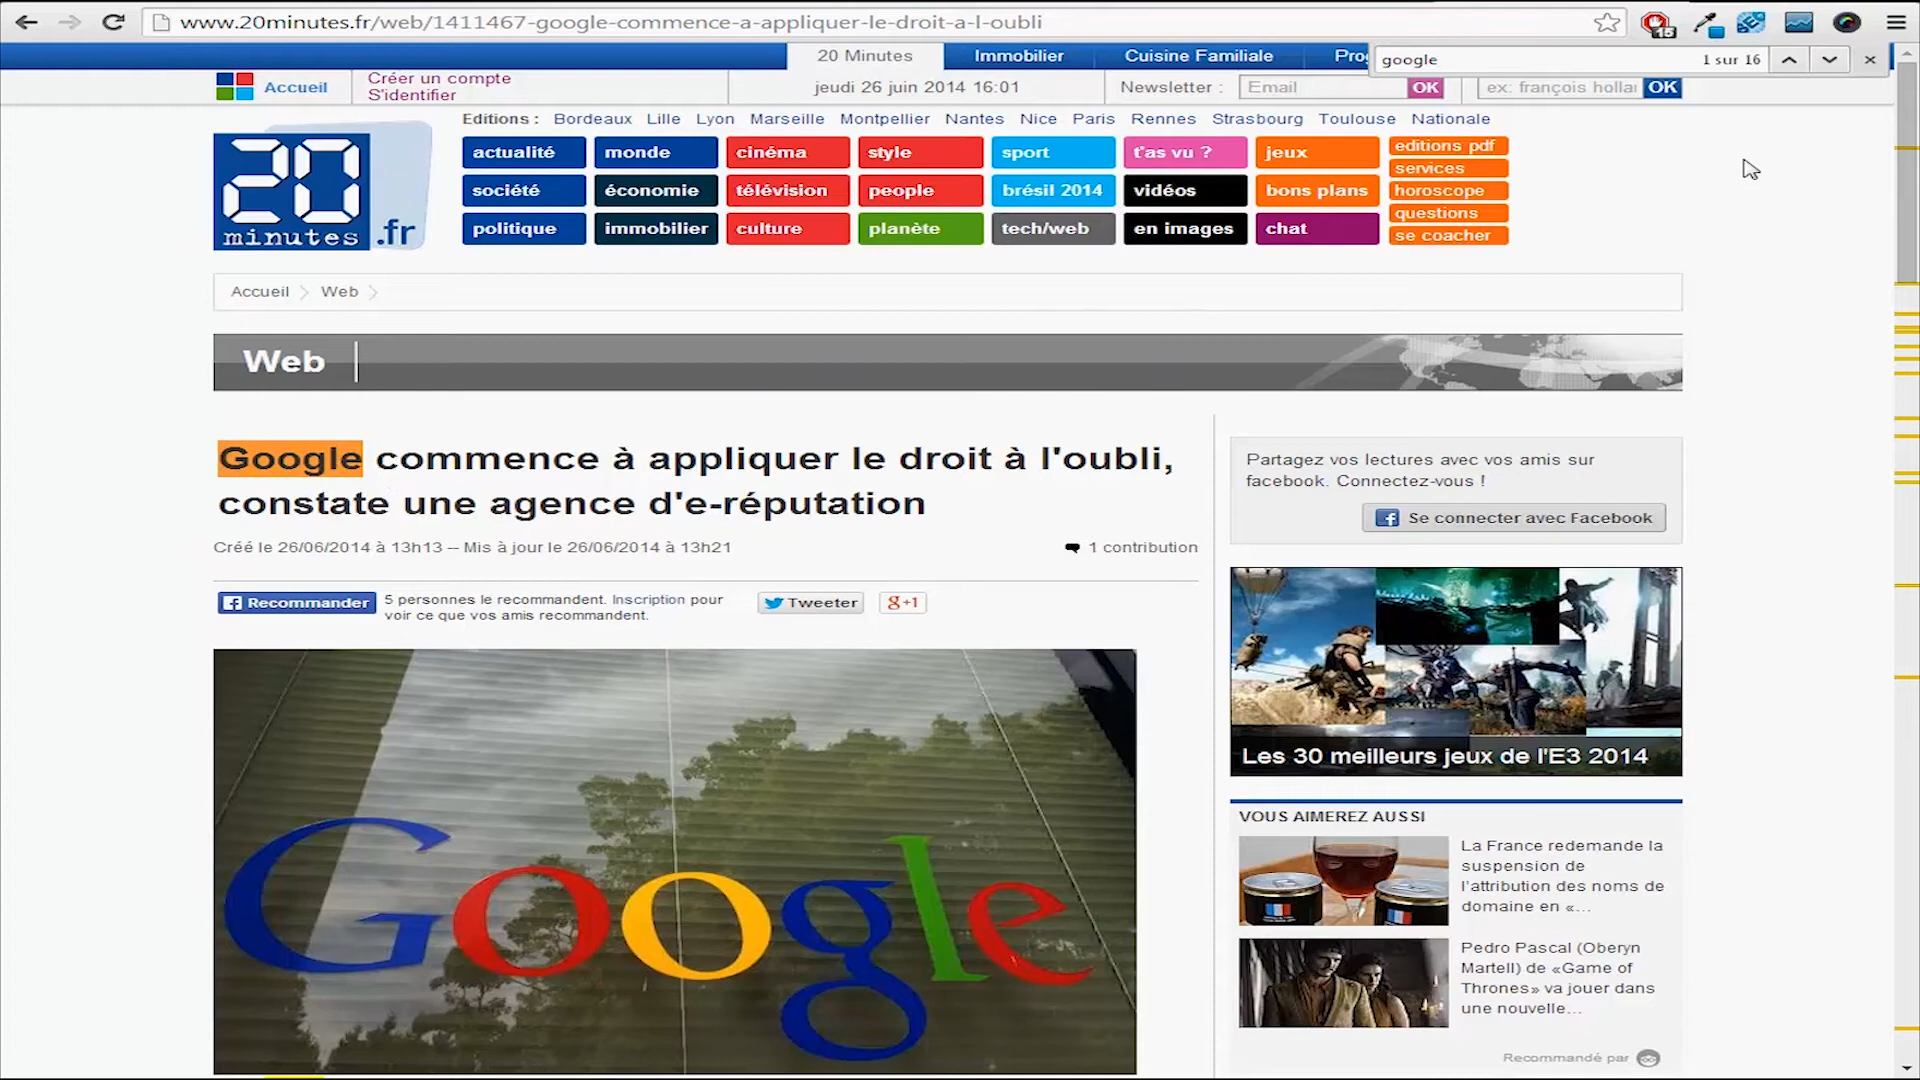 www.20minutes.fr/web/1411467-google-commence-a-appliquer-le-droit-a-l-oubli
15
20 Minutes Immobilier Cuisine Familiale
google 1 sur 16
Accueil
Créer un compte
S'identifier
jeudi 26 juin 2014 16:01
Newsletter : Email OK
ex: françois hollai OK
Editions : Bordeaux Lille Lyon Marseille Montpellier Nantes Nice Paris Rennes Strasbourg Toulouse Nationale
20 minutes.fr
actualité monde cinéma style sport t'as vu ? jeux
société économie télévision people brésil 2014 vidéos bons plans
politique immobilier culture planète tech/web en images chat
editions pdf
services
horoscope
questions
se coacher
Accueil Web
Web
Google commence à appliquer le droit à l'oubli,
constate une agence d'e-réputation
Créé le 26/06/2014 à 13h13 -- Mis à jour le 26/06/2014 à 13h21
1 contribution
Recommander
5 personnes le recommandent. Inscription pour
voir ce que vos amis recommandent.
Tweeter
g+1
Google
Partagez vos lectures avec vos amis sur
facebook. Connectez-vous !
Se connecter avec Facebook
Les 30 meilleurs jeux de l'E3 2014
VOUS AIMEREZ AUSSI
La France redemande la
suspension de
l'attribution des noms de
domaine en «...
Pedro Pascal (Oberyn
Martell) de «Game of
Thrones» va jouer dans
une nouvelle...
Recommandé par